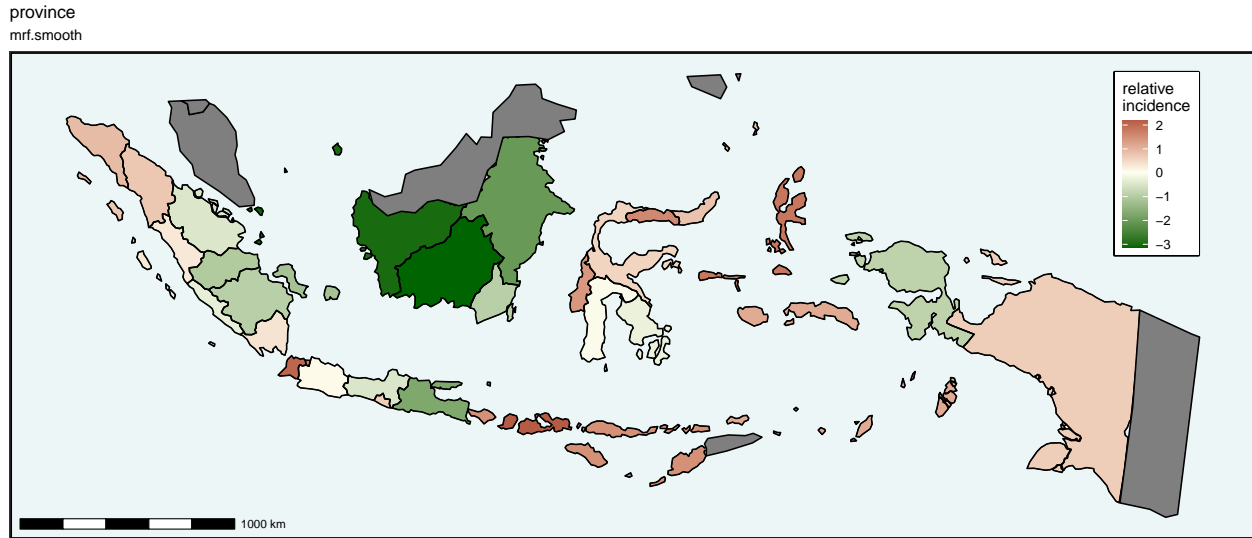 province
mrf.smooth
relative
incidence
2
1
0
−1
−2
−3
1000 km